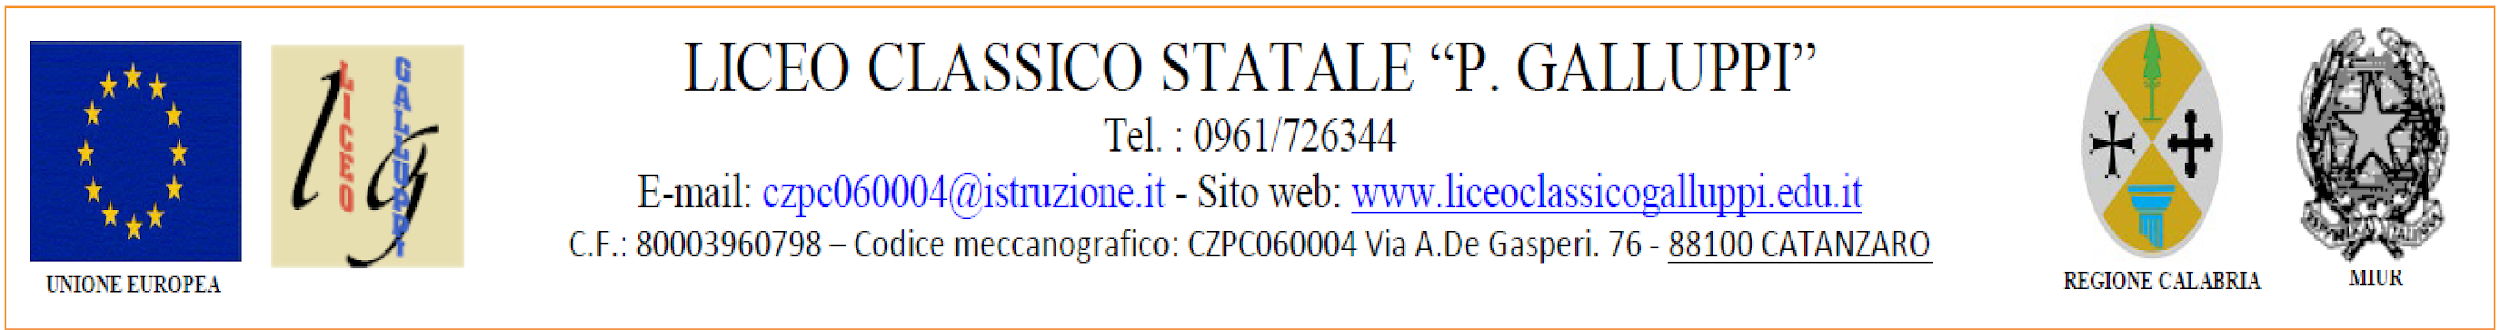 LICEO CLASSICO STATALE “P. GALLUPPI”
Tel. : 0961/726344
E-mail: czpc060004@istruzione.it - Sito web: www.liceoclassicogalluppi.edu.it
C.F.: 80003960798 – Codice meccanografico: CZPC060004 Via A.De Gasperi. 76 - 88100 CATANZARO
UNIONE EUROPEA
LICEO
GALLUPPI
lg
REGIONE CALABRIA
MIUR